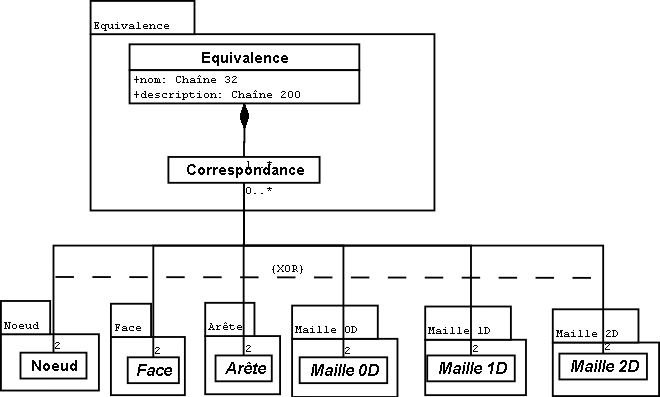 Equivalence
Equivalence
+nom: Chaîne 32
+description: Chaîne 200
1..*
Correspondance
0..*
{XOR}
Noeud
Face
Arête
Maille 0D
Maille 1D
Maille 2D
2
2
2
2
2
2
Noeud
Face
Arête
Maille 0D
Maille 1D
Maille 2D